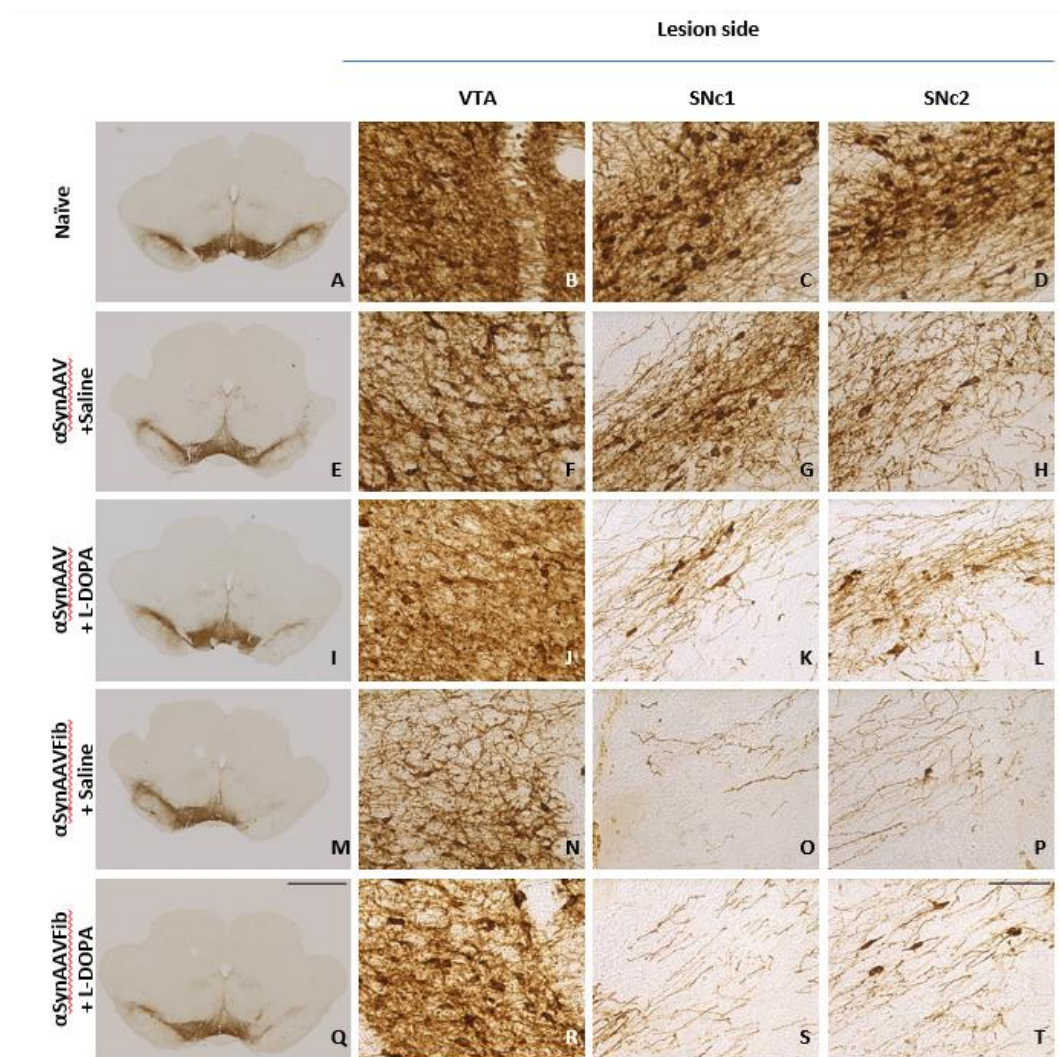 Lesion side
VTA SNc1 SNc2
Naïve
A B C D
αSynAAV
+Saline
E F G H
αSynAAV
+ L-DOPA
I J K L
αSynAAVFib
+ Saline
M N O P
αSynAAVFib
+ L-DOPA
Q R S T